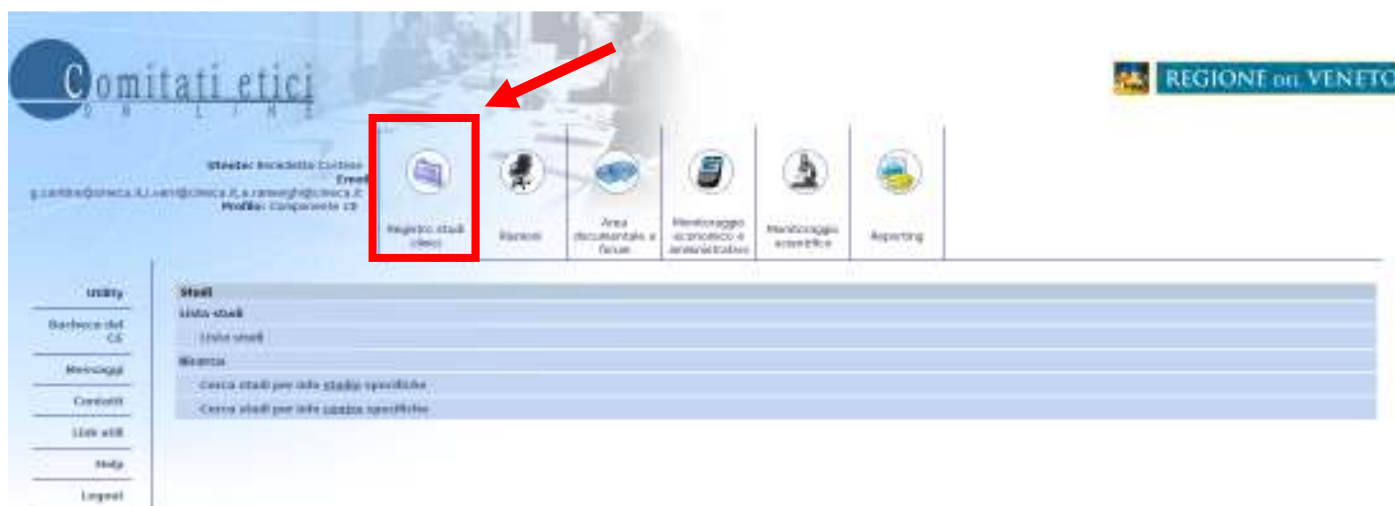 Comitati etici
ON LINE
REGIONE DEL VENETO
Utente: Benedetta
Email
Profilo: Componente CE
Registro studi
clinici
Riunioni
Area
documentale e
forum
Monitoraggio
economico e
amministrativo
Monitoraggio
scientifico
Reporting
Utility
Bacheca del
CE
Messaggi
Contatti
Link utili
Help
Logout
Studi
Lista studi
Lista studi
Ricerca
Cerca studi per info studio specifiche
Cerca studi per info centro specifiche